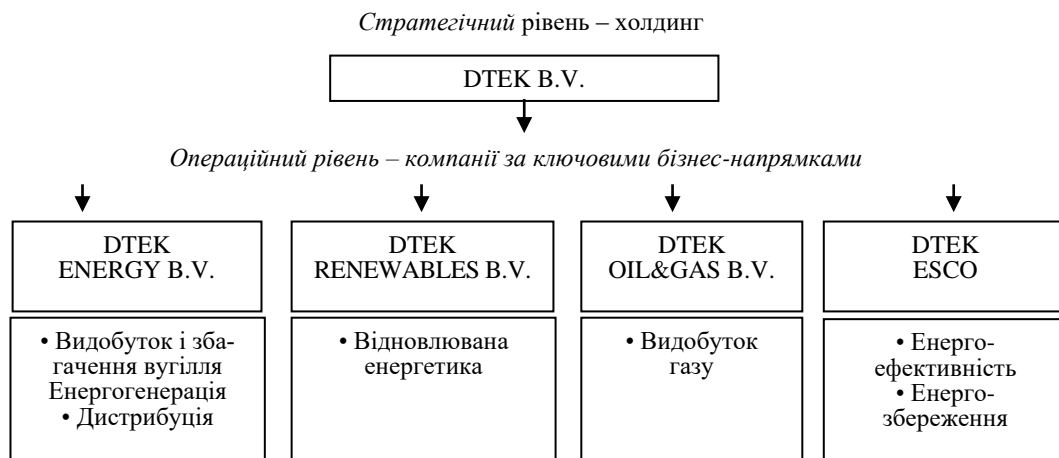 Стратегічний рівень – холдинг
DTEK B.V.
Операційний рівень – компанії за ключовими бізнес-напрямками
DTEK
ENERGY B.V.
DTEK
RENEWABLES B.V.
DTEK
OIL&GAS B.V.
DTEK
ESCO
• Видобуток і зба-
гачення вугілля
Енергогенерація
• Дистрибуція
• Відновлювана
енергетика
• Видобуток
газу
• Енерго-
ефективність
• Енерго-
збереження